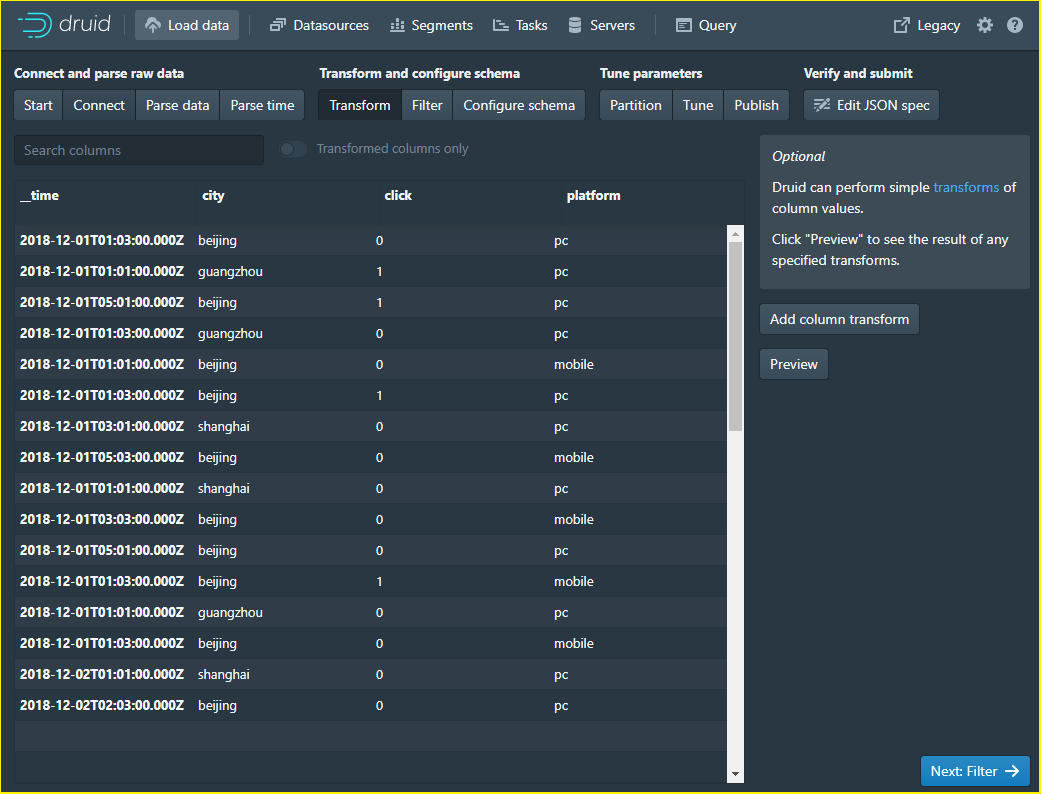 druid Load data Datasources Segments Tasks Servers Query Legacy
Connect and parse raw data Transform and configure schema Tune parameters Verify and submit
Start Connect Parse data Parse time Transform Filter Configure schema Partition Tune Publish Edit JSON spec
Search columns Transformed columns only
__time city click platform
2018-12-01T01:03:00.000Z beijing 0 pc
2018-12-01T01:01:00.000Z guangzhou 1 pc
2018-12-01T05:01:00.000Z beijing 1 pc
2018-12-01T01:03:00.000Z guangzhou 0 pc
2018-12-01T01:01:00.000Z beijing 0 mobile
2018-12-01T01:03:00.000Z beijing 1 pc
2018-12-01T03:01:00.000Z shanghai 0 pc
2018-12-01T05:03:00.000Z beijing 0 mobile
2018-12-01T01:01:00.000Z shanghai 0 pc
2018-12-01T03:03:00.000Z beijing 0 mobile
2018-12-01T05:01:00.000Z beijing 0 pc
2018-12-01T01:03:00.000Z beijing 1 mobile
2018-12-01T01:01:00.000Z guangzhou 0 pc
2018-12-01T01:03:00.000Z beijing 0 mobile
2018-12-02T01:01:00.000Z shanghai 0 pc
2018-12-02T02:03:00.000Z beijing 0 pc
Optional
Druid can perform simple transforms of
column values.
Click "Preview" to see the result of any
specified transforms.
Add column transform
Preview
Next: Filter